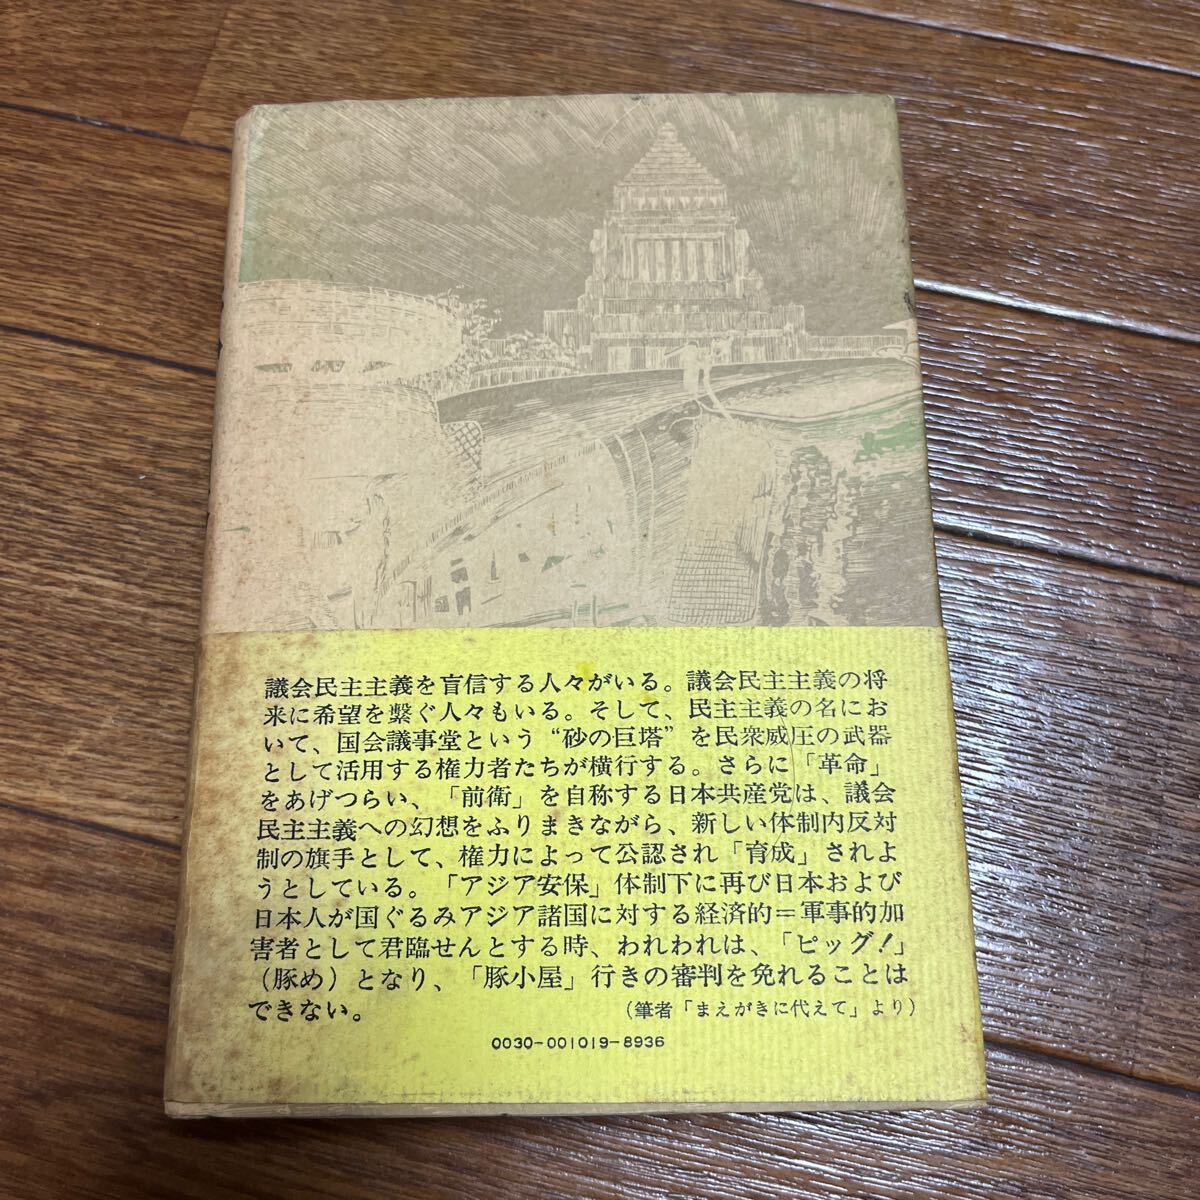 議会民主主義を盲信する人々がいる。議会民主主義の将
来に希望を繋ぐ人々もいる。そして、民主主義の名にお
いて、国会議事堂という“砂の巨塔”を民衆威圧の武器
として活用する権力者たちが横行する。さらに「革命」
をあげつらい、「前衛」を自称する日本共産党は、議会
民主主義への幻想をふりまきながら、新しい体制内反対
制の旗手として、権力によって公認され「育成」されよ
うとしている。「アジア安保」体制下に再び日本および
日本人が国ぐるみアジア諸国に対する経済的＝軍事的加
害者として君臨せんとする時、われわれは、「ピッグ！」
（豚め）となり、「豚小屋」行きの審判を免れることは
できない。　（筆者「まえがきに代えて」より）
0030-001019-8936